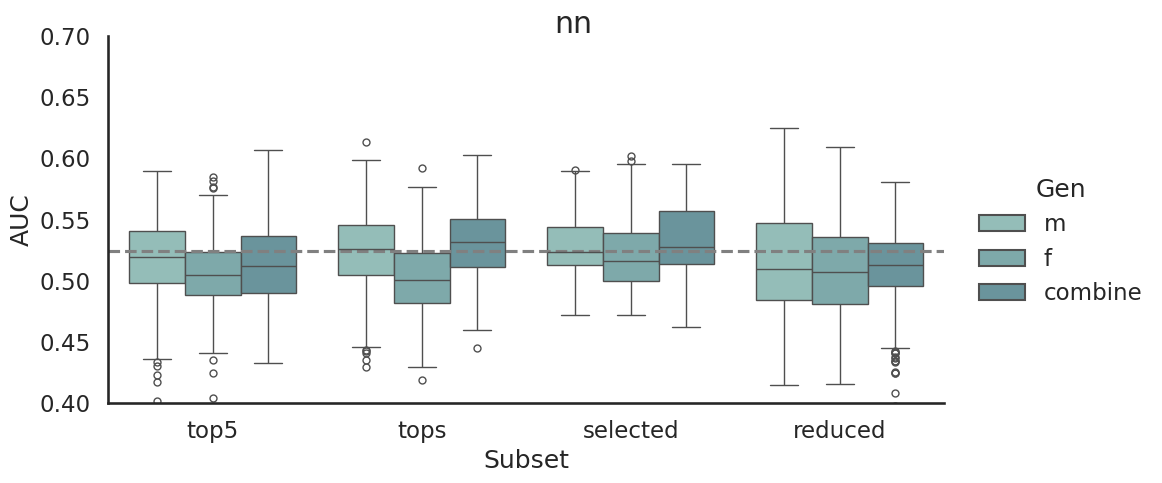 nn
0.70
0.65
0.60
0.55
0.50
0.45
0.40
AUC
top5
tops
selected
reduced
Subset
Gen
m
f
combine